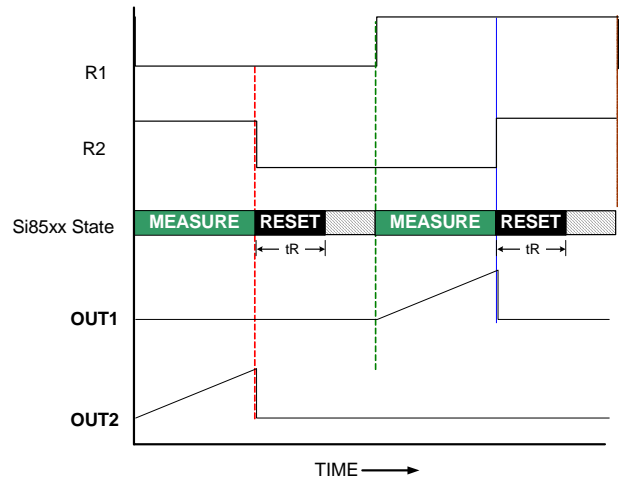 R1
R2
Si85xx State MEASURE RESET MEASURE RESET
tR tR
OUT1
OUT2
TIME